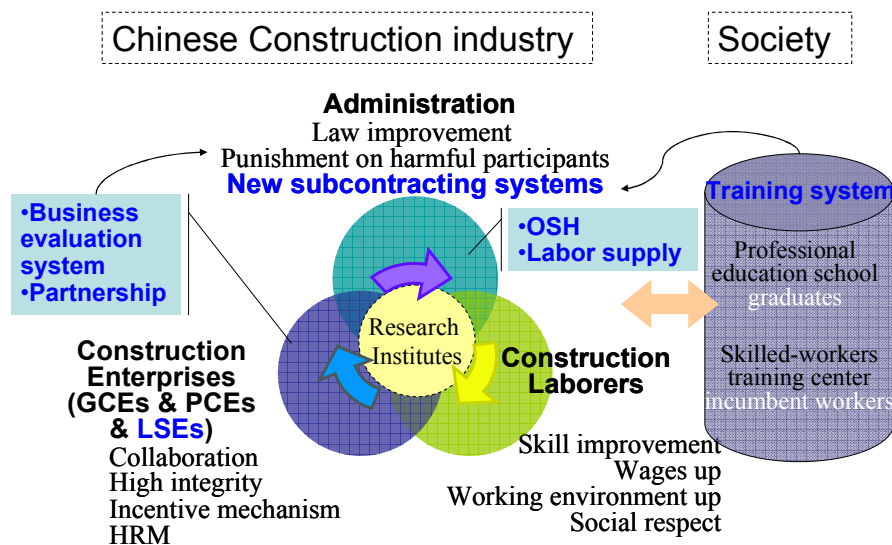 Chinese Construction industry
Society
Administration
Law improvement
Punishment on harmful participants
New subcontracting systems
•Business
evaluation
system
•Partnership
•OSH
•Labor supply
Training system
Professional
education school
graduates
Skilled-workers
training center
incumbent workers
Research
Institutes
Construction
Enterprises
(GCEs & PCEs
& LSEs)
Collaboration
High integrity
Incentive mechanism
HRM
Construction
Laborers
Skill improvement
Wages up
Working environment up
Social respect